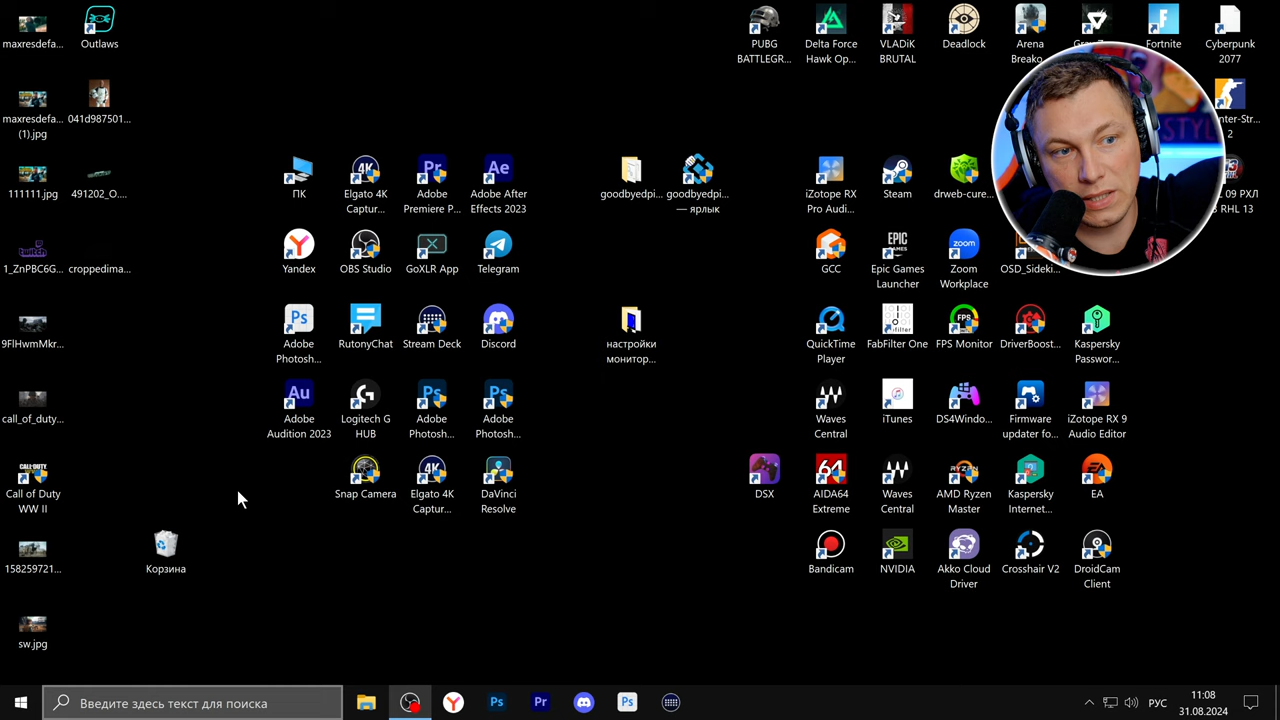 maxresdefa...
Outlaws
PUBG
BATTLEGR...
Delta Force
Hawk Op...
VLADiK
BRUTAL
Deadlock
Arena
Breako...
Fortnite
Cyberpunk
2077
maxresdefa...
(1).jpg
041d987501...
2
111111.jpg
491202_O...
ПК
Elgato 4K
Captur...
Adobe
Premiere P...
Adobe After
Effects 2023
goodbyedpi...
goodbyedpi...
— ярлык
iZotope RX
Pro Audi...
Steam
drweb-cure...
09 РХЛ
RHL 13
1_ZnPBC6G...
croppedima...
Yandex
OBS Studio
GoXLR App
Telegram
GCC
Epic Games
Launcher
Zoom
Workplace
OSD_Sideki...
9FlHwmMkr...
Adobe
Photosh...
RutonyChat
Stream Deck
Discord
настройки
монитор...
QuickTime
Player
FabFilter One
FPS Monitor
DriverBoost...
Kaspersky
Passwor...
call_of_duty...
Adobe
Audition 2023
Logitech G
HUB
Adobe
Photosh...
Adobe
Photosh...
Waves
Central
iTunes
DS4Windo...
Firmware
updater fo...
iZotope RX 9
Audio Editor
Call of Duty
WW II
Snap Camera
Elgato 4K
Captur...
DaVinci
Resolve
DSX
AIDA64
Extreme
Waves
Central
AMD Ryzen
Master
Kaspersky
Internet...
EA
158259721...
Корзина
Bandicam
NVIDIA
Akko Cloud
Driver
Crosshair V2
DroidCam
Client
sw.jpg
Введите здесь текст для поиска
РУС
11:08
31.08.2024